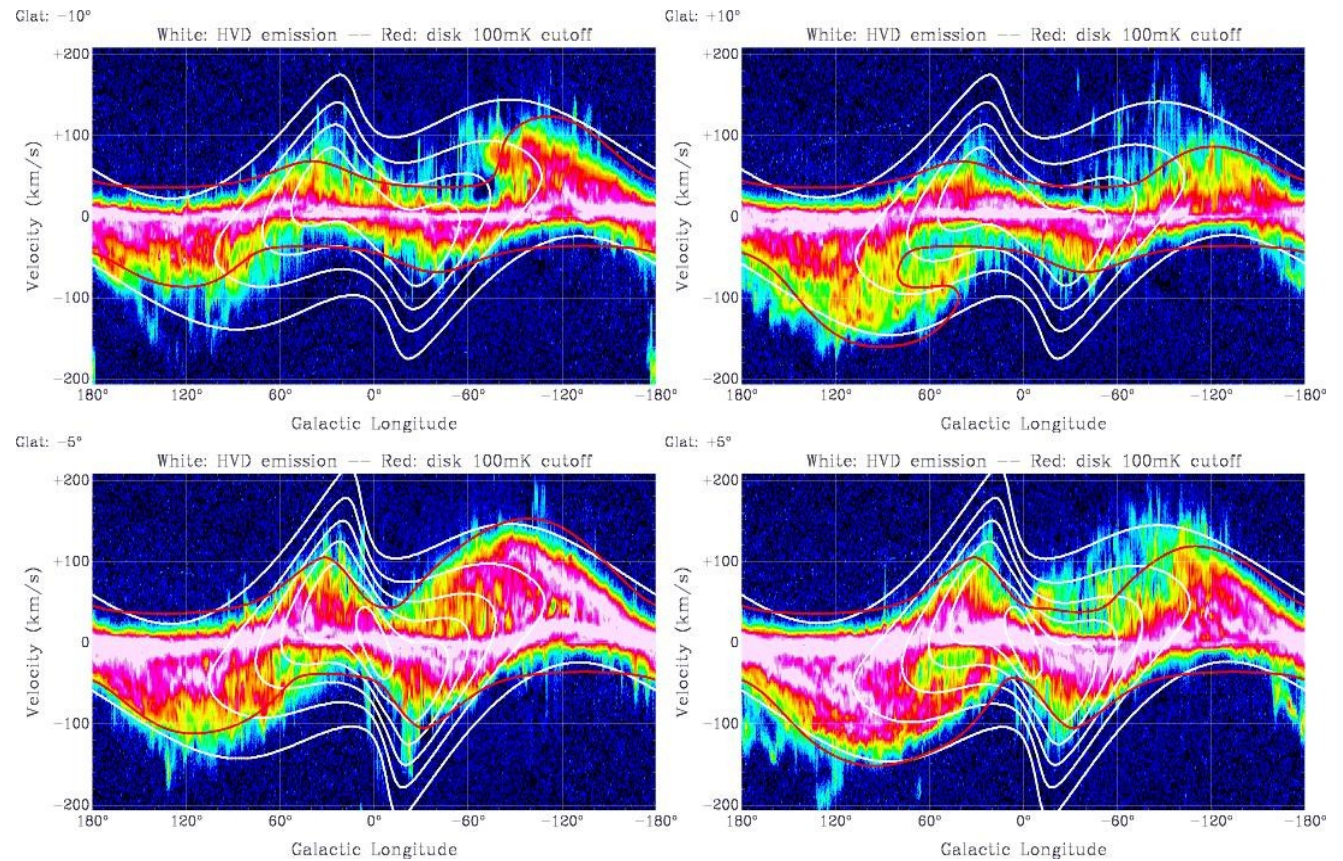 Glat: −10°
White: HVD emission −− Red: disk 100mK cutoff
+200
+100
0
−100
−200
Velocity (km/s)
180° 120° 60° 0° −60° −120° −180°
Galactic Longitude
Glat: +10°
White: HVD emission −− Red: disk 100mK cutoff
+200
+100
0
−100
−200
Velocity (km/s)
180° 120° 60° 0° −60° −120° −180°
Galactic Longitude
Glat: −5°
White: HVD emission −− Red: disk 100mK cutoff
+200
+100
0
−100
−200
Velocity (km/s)
180° 120° 60° 0° −60° −120° −180°
Galactic Longitude
Glat: +5°
White: HVD emission −− Red: disk 100mK cutoff
+200
+100
0
−100
−200
Velocity (km/s)
180° 120° 60° 0° −60° −120° −180°
Galactic Longitude